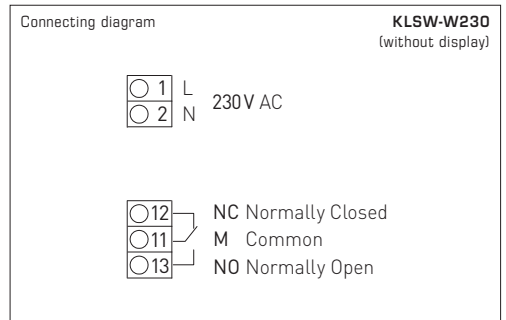 Connecting diagram KLSW-W230
(without display)
1 L
230 V AC
2 N
12 NC Normally Closed
11 M Common
13 NO Normally Open